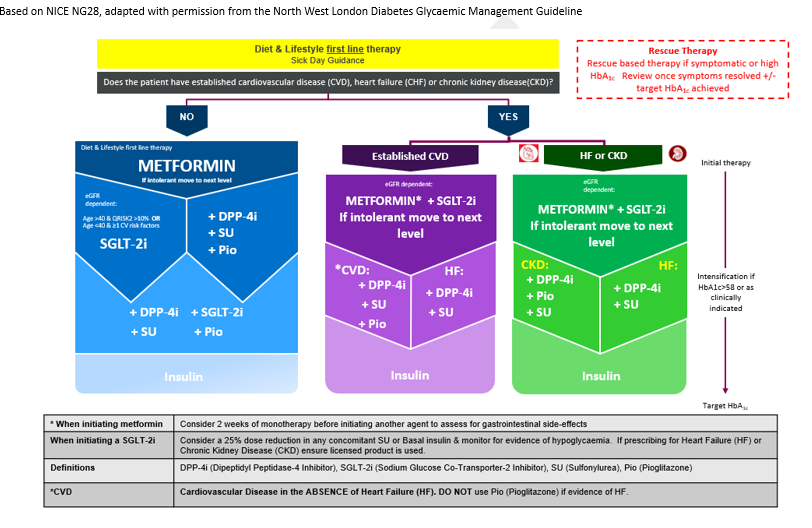 Based on NICE NG28, adapted with permission from the North West London Diabetes Glycaemic Management Guideline
Diet & Lifestyle first line therapy
Sick Day Guidance
Does the patient have established cardiovascular disease (CVD), heart failure (CHF) or chronic kidney disease(CKD)?
Rescue Therapy
Rescue based therapy if symptomatic or high
HbA1c Review once symptoms resolved +/-
target HbA1c achieved
NO
YES
Diet & Lifestyle first line therapy
METFORMIN
If intolerant move to next level
eGFR
dependent:
Age >40 & QRISK2 >10% OR
Age <40 & ≥1 CV risk factors
SGLT-2i
+ DPP-4i
+ SU
+ Pio
+ DPP-4i + SGLT-2i
+ SU + Pio
Insulin
Established CVD
eGFR dependent:
METFORMIN* + SGLT-2i
If intolerant move to next
level
*CVD:
+ DPP-4i
+ SU
+ Pio
HF:
+ DPP-4i
+ SU
Insulin
HF or CKD
eGFR
dependent:
METFORMIN* + SGLT-2i
If intolerant move to next
level
CKD:
+ DPP-4i
+ Pio
+ SU
HF:
+ DPP-4i
+ SU
Insulin
Initial therapy
Intensification if
HbA1c>58 or as
clinically
indicated
Target HbA1c
* When initiating metformin Consider 2 weeks of monotherapy before initiating another agent to assess for gastrointestinal side-effects
When initiating a SGLT-2i Consider a 25% dose reduction in any concomitant SU or Basal insulin & monitor for evidence of hypoglycaemia. If prescribing for Heart Failure (HF) or
Chronic Kidney Disease (CKD) ensure licensed product is used.
Definitions DPP-4i (Dipeptidyl Peptidase-4 Inhibitor), SGLT-2i (Sodium Glucose Co-Transporter-2 Inhibitor), SU (Sulfonylurea), Pio (Pioglitazone)
*CVD Cardiovascular Disease in the ABSENCE of Heart Failure (HF). DO NOT use Pio (Pioglitazone) if evidence of HF.